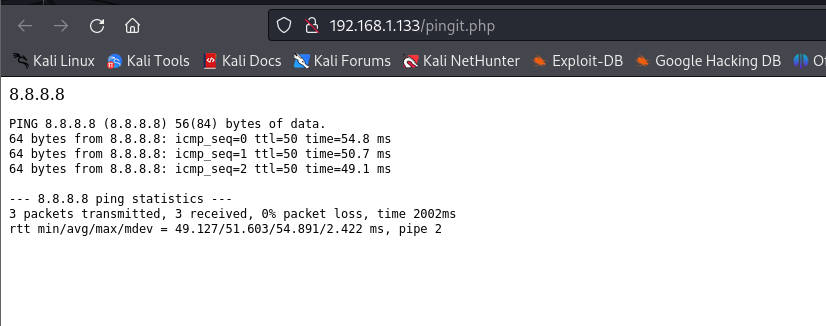 192.168.1.133/pingit.php
Kali Linux Kali Tools Kali Docs Kali Forums Kali NetHunter Exploit-DB Google Hacking DB
8.8.8.8
PING 8.8.8.8 (8.8.8.8) 56(84) bytes of data.
64 bytes from 8.8.8.8: icmp_seq=0 ttl=50 time=54.8 ms
64 bytes from 8.8.8.8: icmp_seq=1 ttl=50 time=50.7 ms
64 bytes from 8.8.8.8: icmp_seq=2 ttl=50 time=49.1 ms
--- 8.8.8.8 ping statistics ---
3 packets transmitted, 3 received, 0% packet loss, time 2002ms
rtt min/avg/max/mdev = 49.127/51.603/54.891/2.422 ms, pipe 2